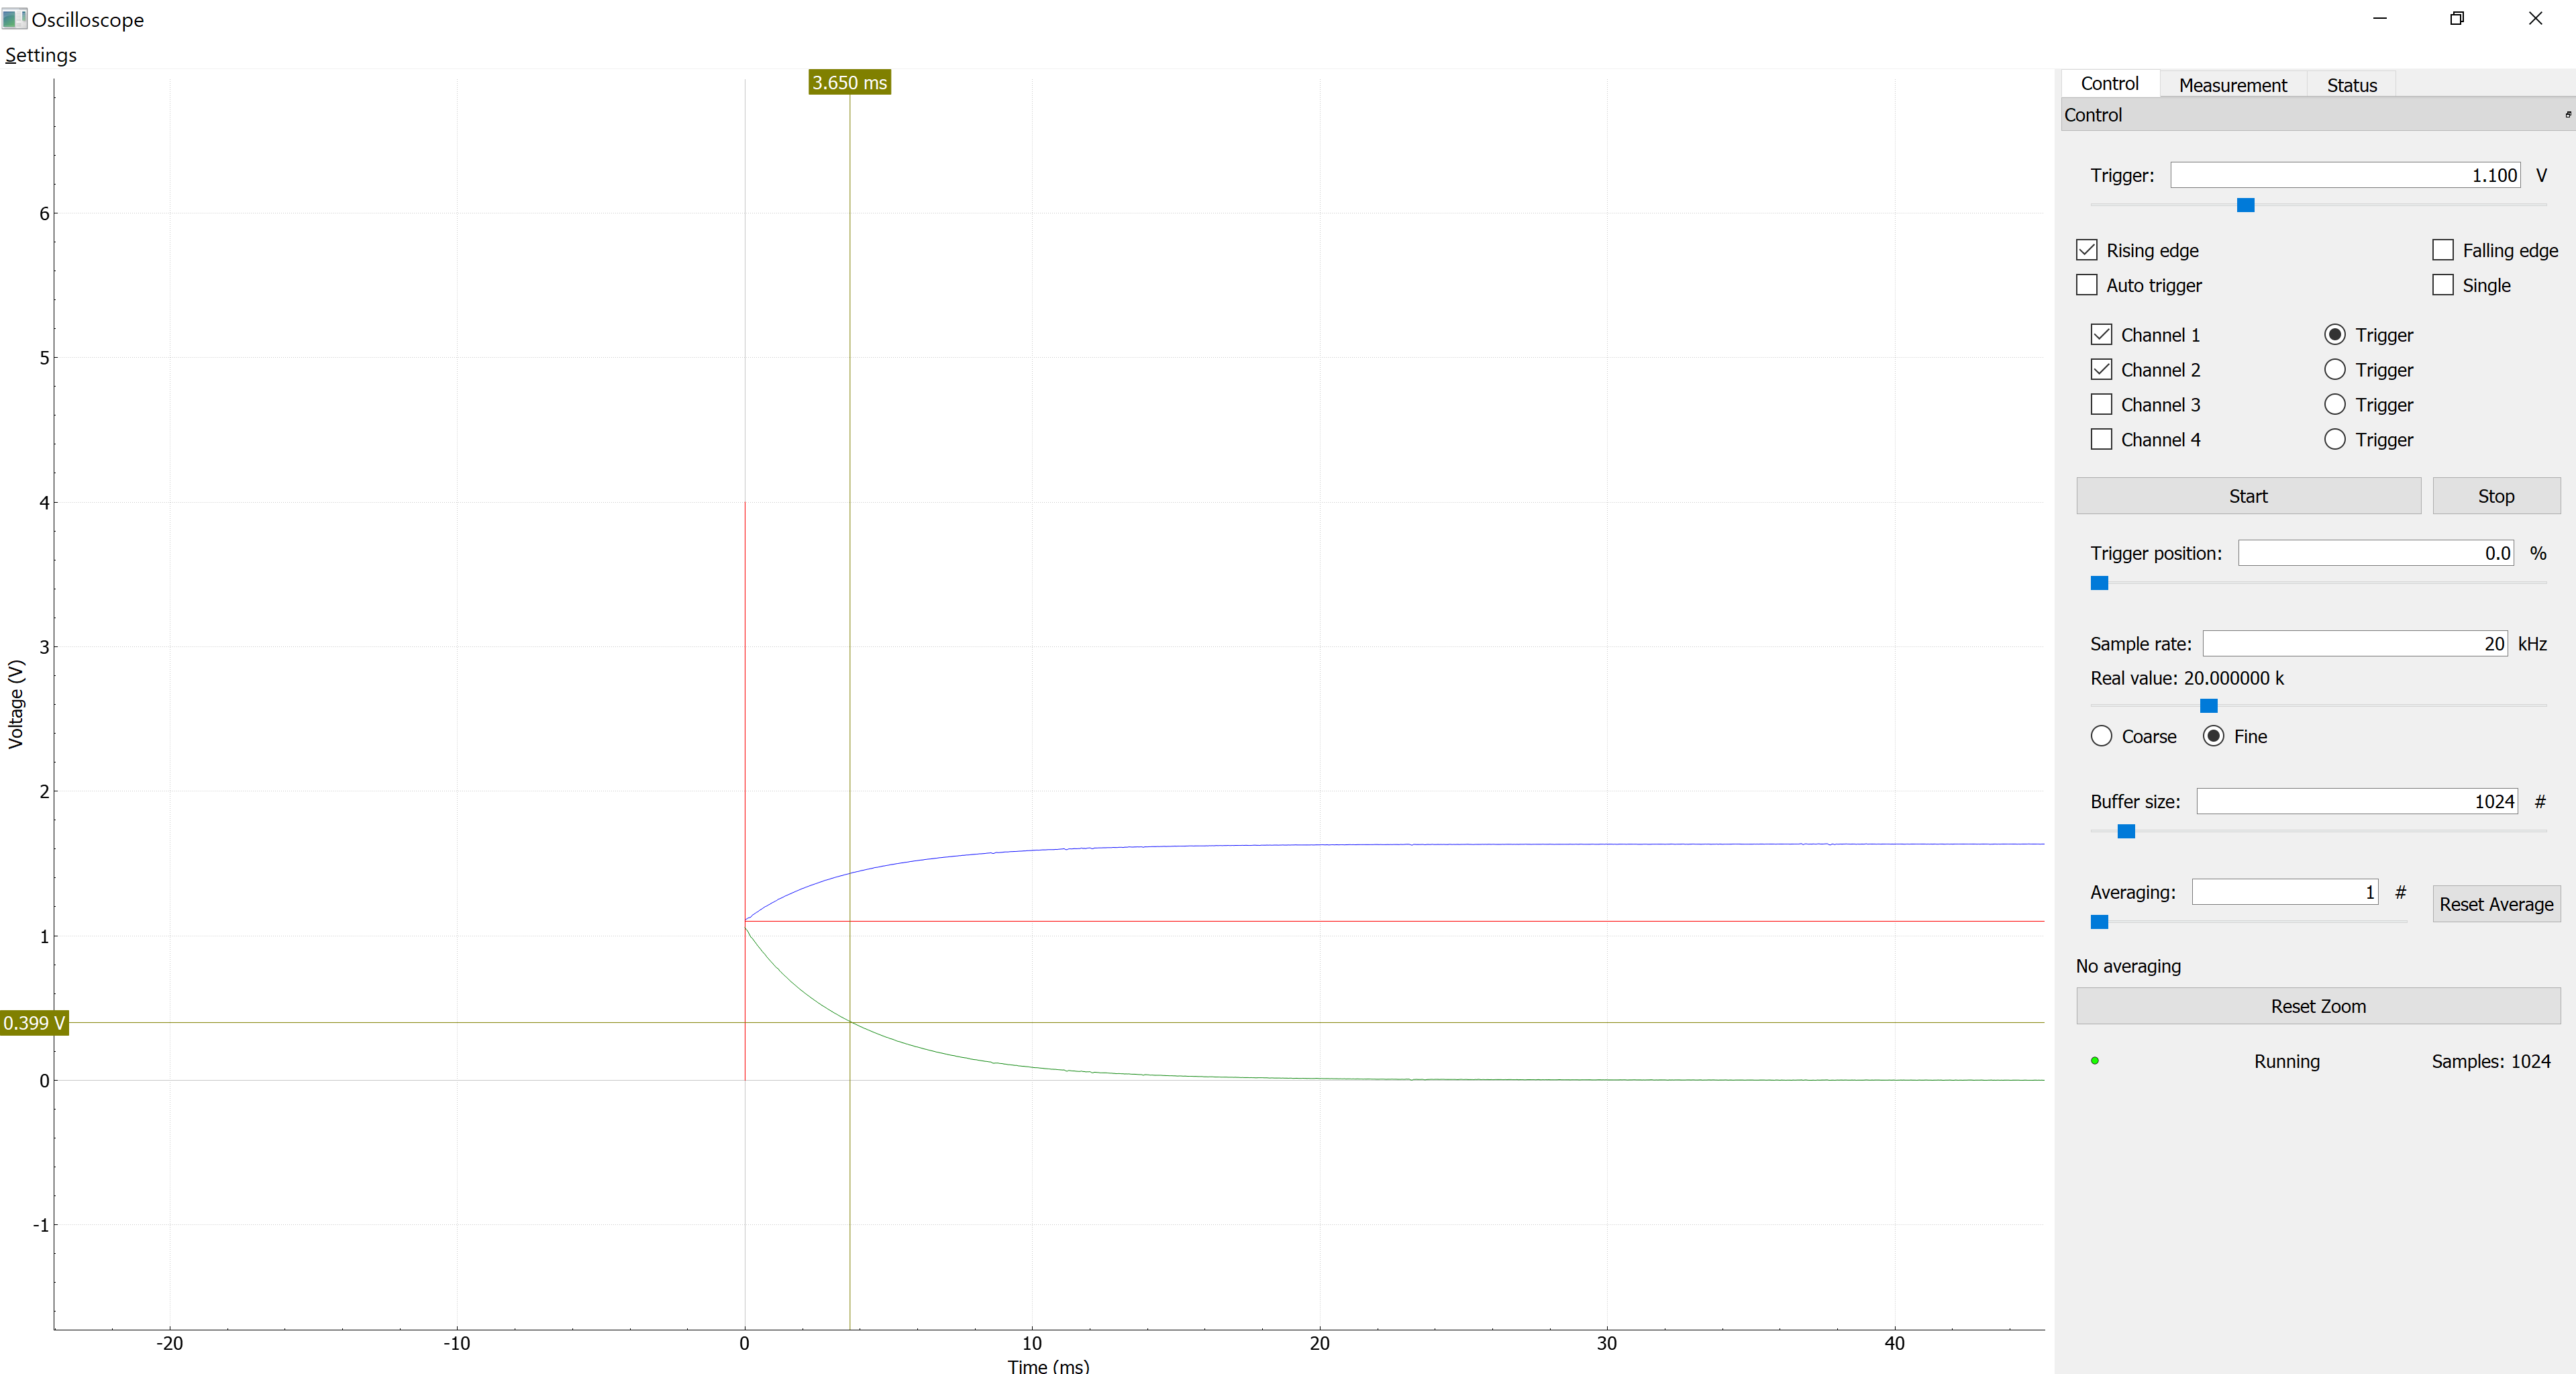 Oscilloscope
Settings
3.650 ms
6
5
4
3
2
1
0.399 V
0
-1
Voltage (V)
-20 -10 0 10 20 30 40
Time (ms)
Control Measurement Status
Control
Trigger: 1.100 V
Rising edge Falling edge
Auto trigger Single
Channel 1 Trigger
Channel 2 Trigger
Channel 3 Trigger
Channel 4 Trigger
Start Stop
Trigger position: 0.0 %
Sample rate: 20 kHz
Real value: 20.000000 k
Coarse Fine
Buffer size: 1024 #
Averaging: 1 # Reset Average
No averaging
Reset Zoom
Running Samples: 1024